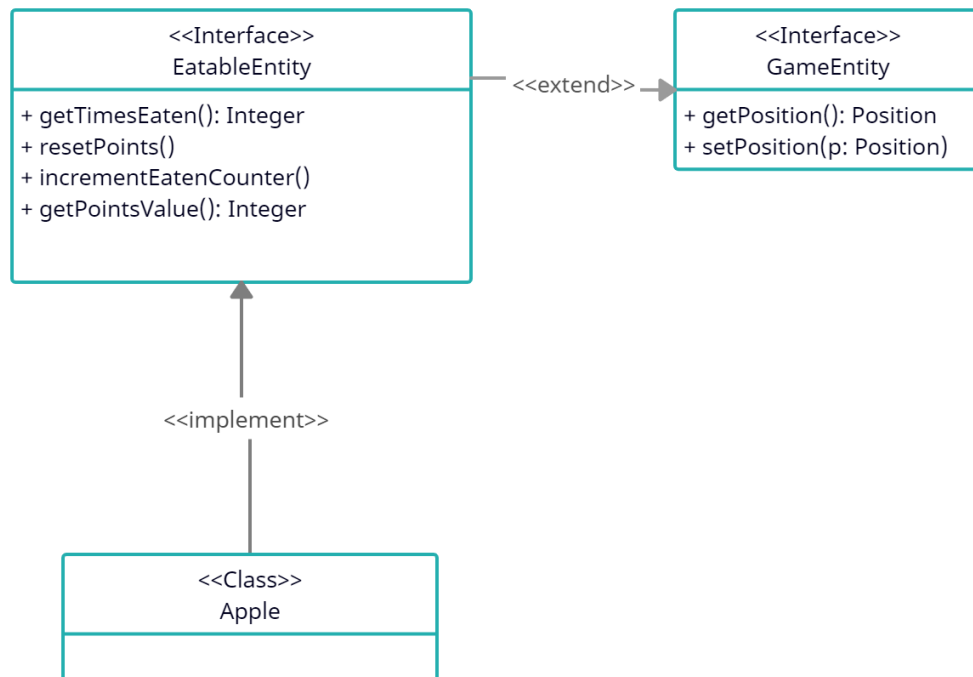 <<Interface>>
EatableEntity
+ getTimesEaten(): Integer
+ resetPoints()
+ incrementEatenCounter()
+ getPointsValue(): Integer
<<extend>>
<<Interface>>
GameEntity
+ getPosition(): Position
+ setPosition(p: Position)
<<implement>>
<<Class>>
Apple